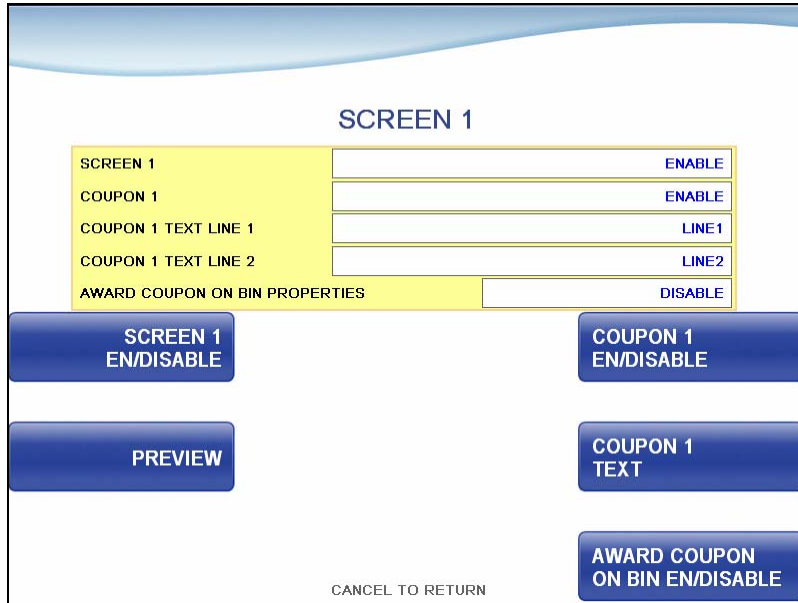 SCREEN 1
SCREEN 1 ENABLE
COUPON 1 ENABLE
COUPON 1 TEXT LINE 1 LINE1
COUPON 1 TEXT LINE 2 LINE2
AWARD COUPON ON BIN PROPERTIES DISABLE
SCREEN 1
EN/DISABLE
COUPON 1
EN/DISABLE
PREVIEW
COUPON 1
TEXT
AWARD COUPON
ON BIN EN/DISABLE
CANCEL TO RETURN